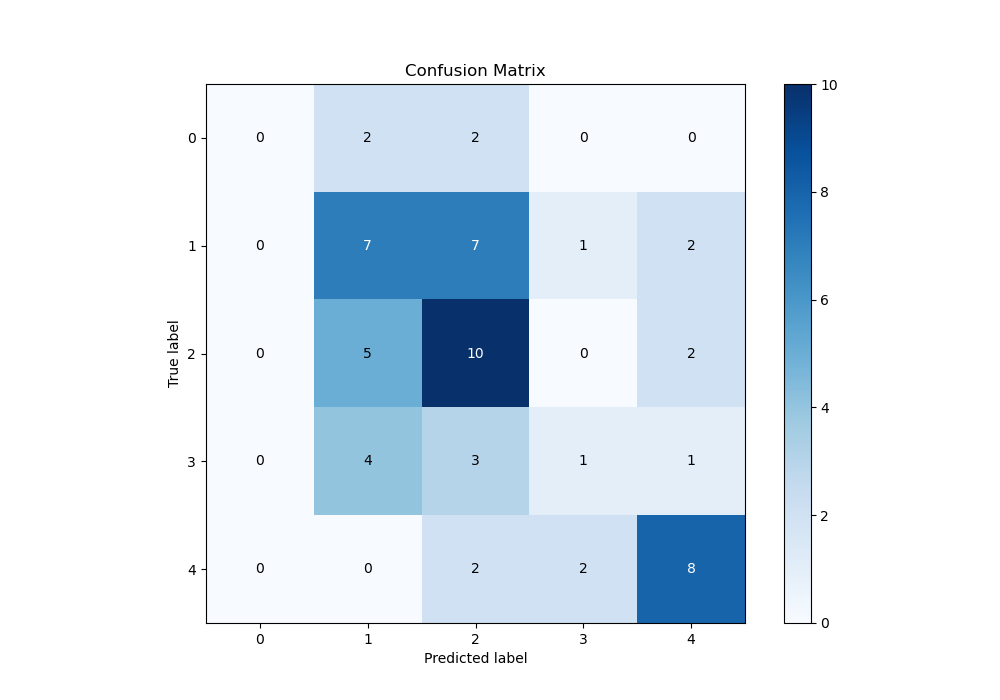 Confusion Matrix
0 0 2 2 0 0
1 0 7 7 1 2
2 0 5 10 0 2
3 0 4 3 1 1
4 0 0 2 2 8
0 1 2 3 4
Predicted label
True label
10
8
6
4
2
0